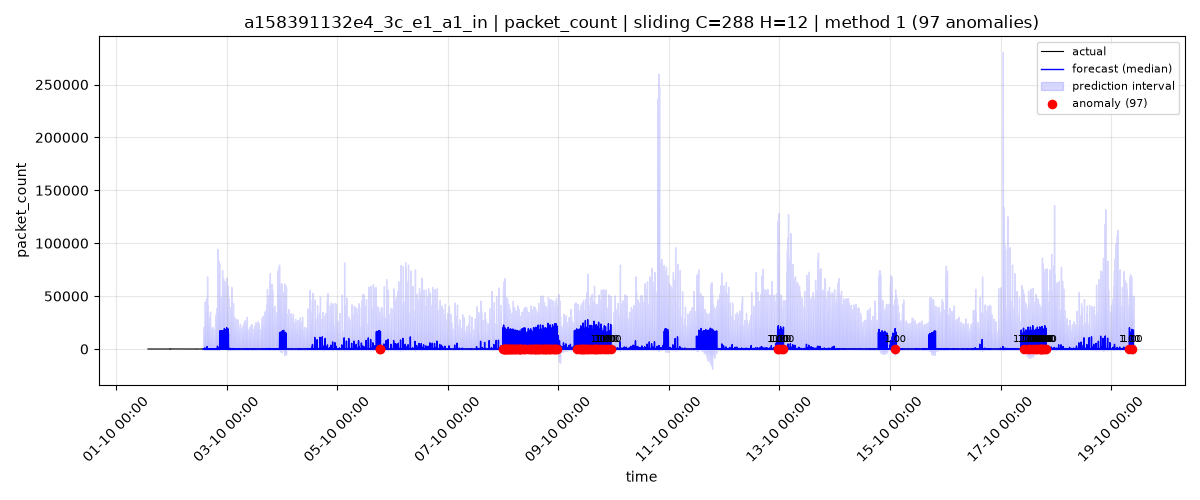 a158391132e4_3c_e1_a1_in | packet_count | sliding C=288 H=12 | method 1 (97 anomalies)
actual
forecast (median)
prediction interval
anomaly (97)
packet_count
250000
200000
150000
100000
50000
0
01-10 00:00
03-10 00:00
05-10 00:00
07-10 00:00
09-10 00:00
11-10 00:00
13-10 00:00
15-10 00:00
17-10 00:00
19-10 00:00
time